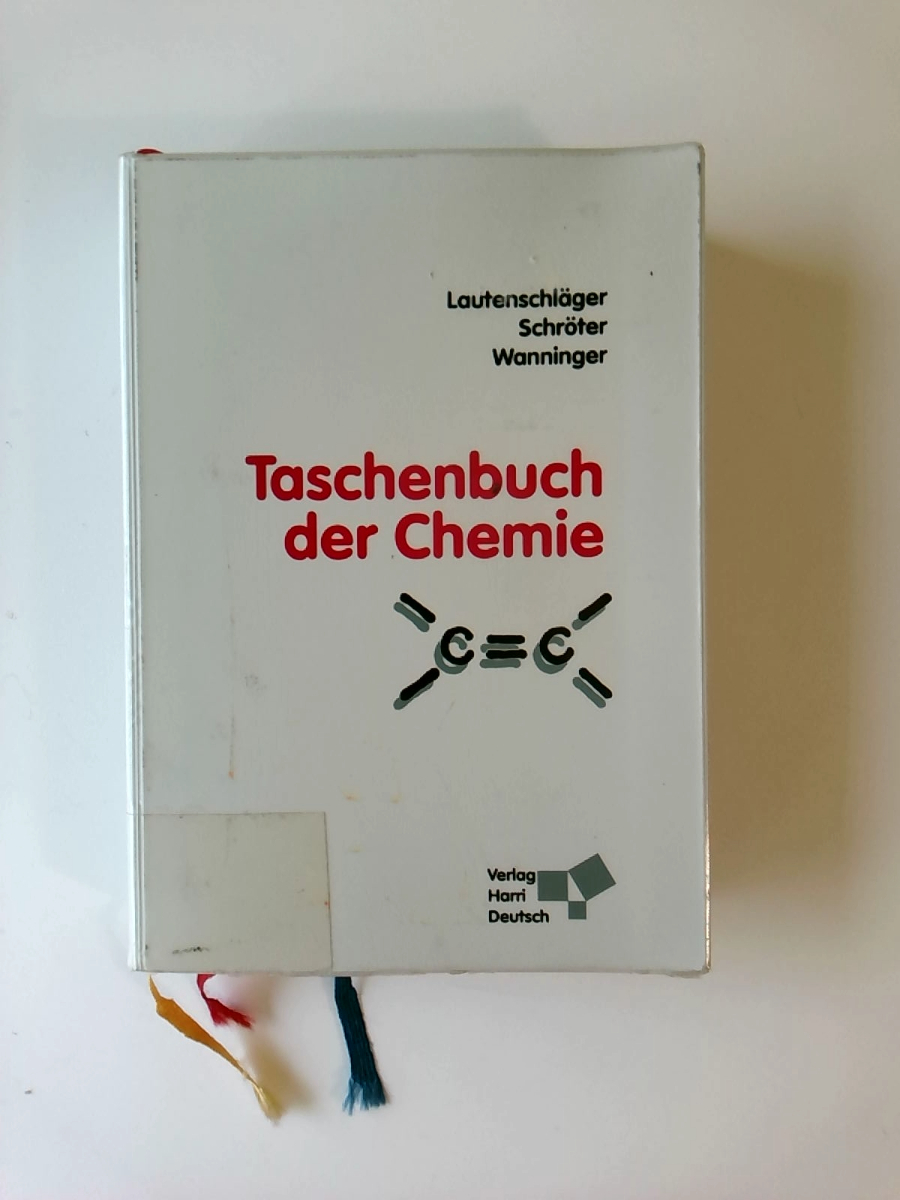 Lautenschläger
Schröter
Wanninger
Taschenbuch
der Chemie
C=C
Verlag
Harri
Deutsch